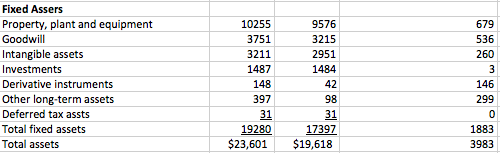 Fixed Assers
Property, plant and equipment 10255 9576 679
Goodwill 3751 3215 536
Intangible assets 3211 2951 260
Investments 1487 1484 3
Derivative instruments 148 42 146
Other long-term assets 397 98 299
Deferred tax assts 31 31 0
Total fixed assets 19280 17397 1883
Total assets $23,601 $19,618 3983